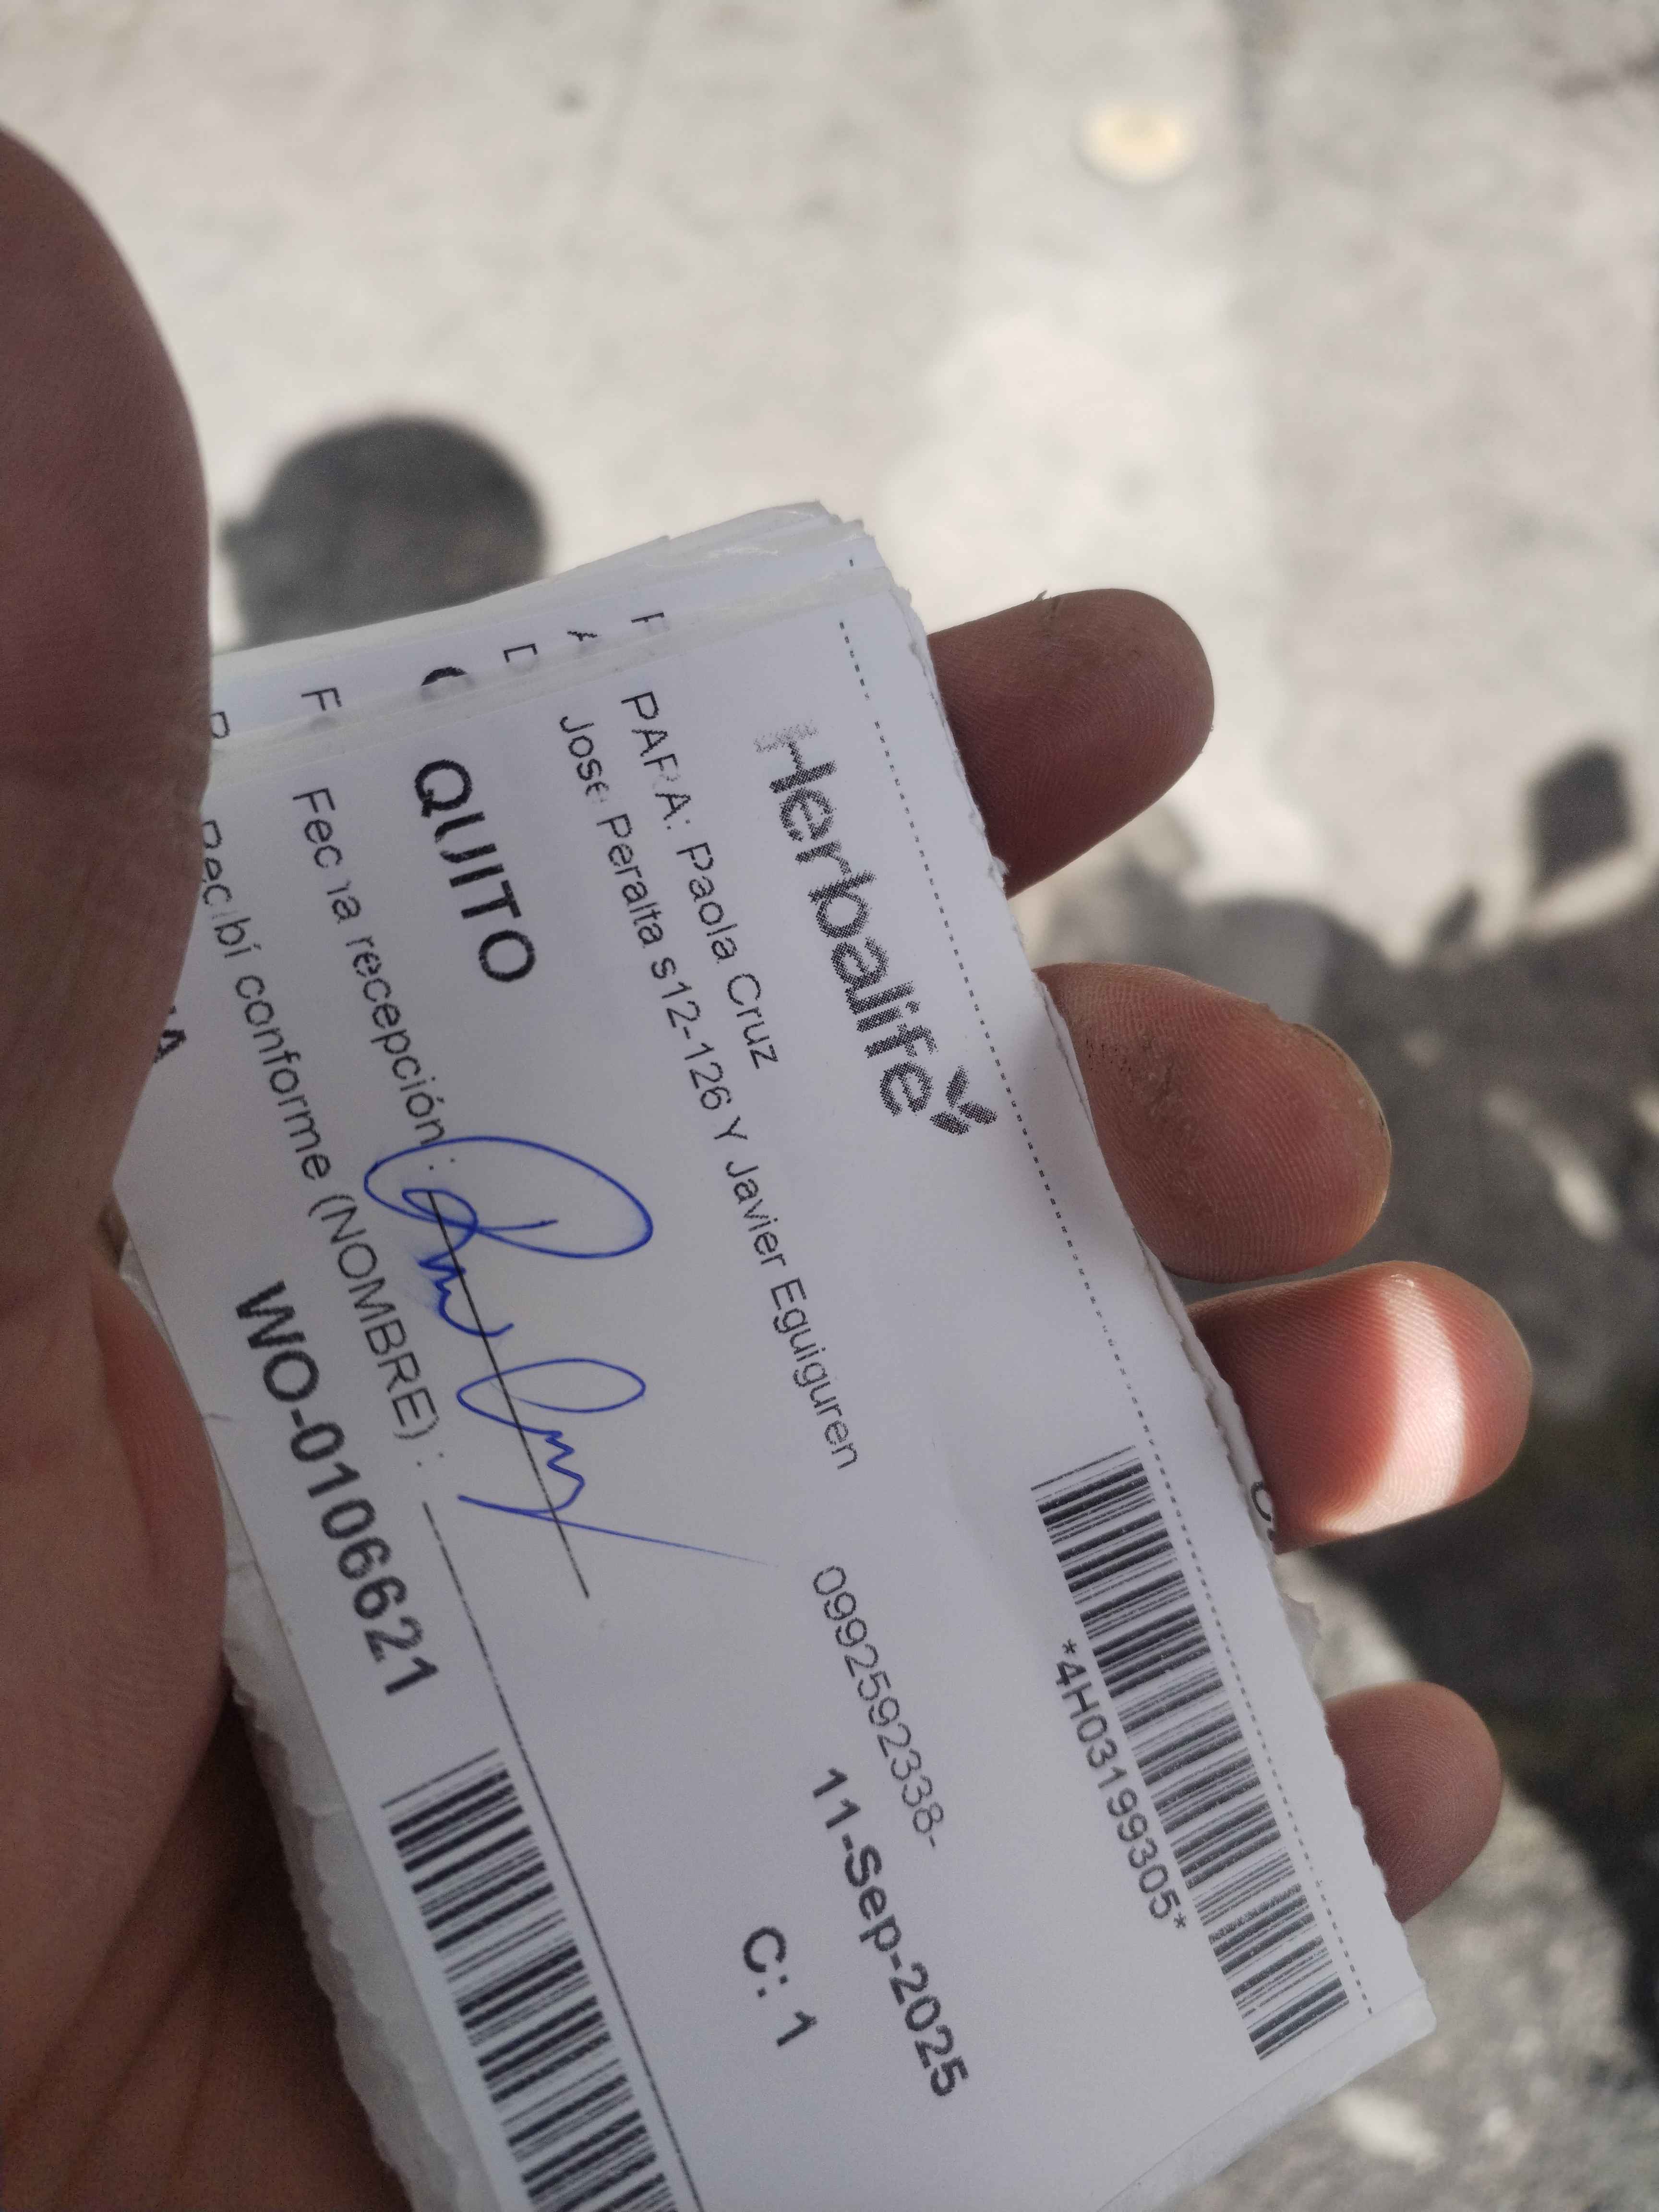 Herbalife
*4H03199305*
PARA: Paola Cruz
Jose Peralta s12-126 Y Javier Eguiguren
0992592338-
11-Sep-2025
QUITO
C: 1
Fecha recepción :
Recibí conforme (NOMBRE) :
WO-0106621